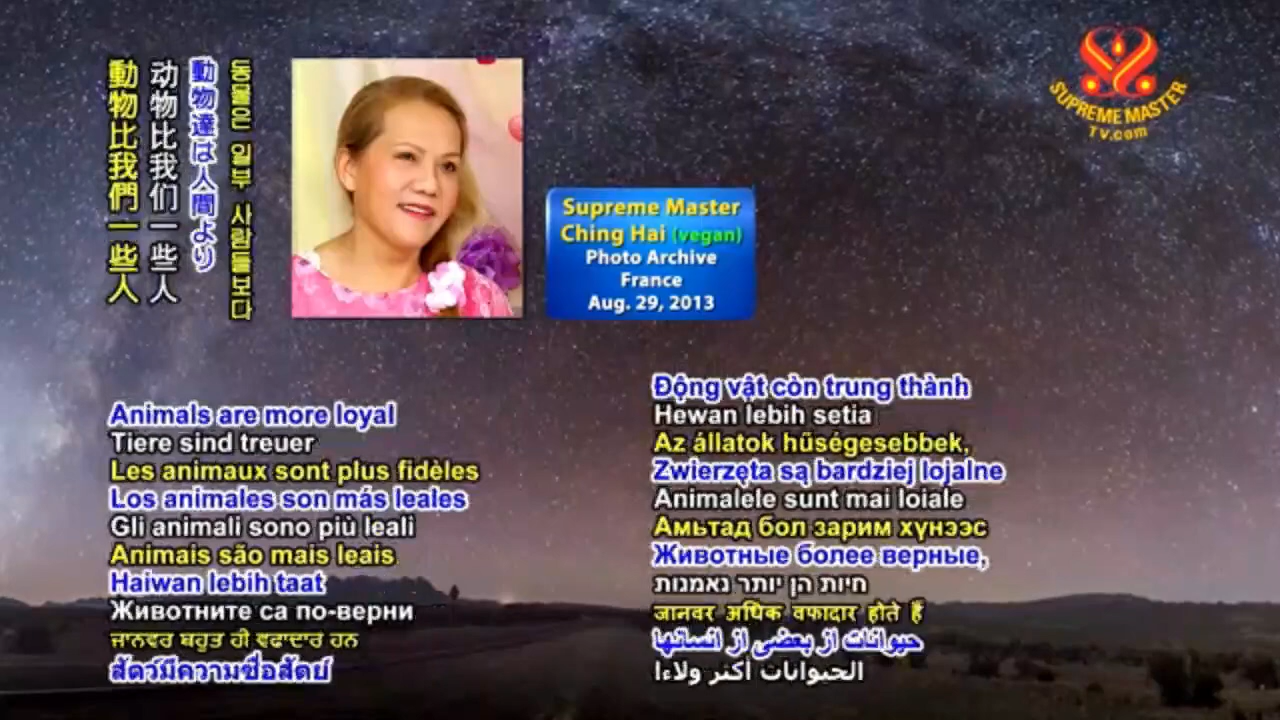 動物比我們一些人
动物比我们一些人
動物達は人間より
동물은 일부 사람들보다
SUPREME MASTER
TV.com
Supreme Master
Ching Hai (vegan)
Photo Archive
France
Aug. 29, 2013
Animals are more loyal
Tiere sind treuer
Les animaux sont plus fidèles
Los animales son más leales
Gli animali sono più leali
Animais são mais leais
Haiwan lebih taat
Животните са по-верни
ਜਾਨਵਰ ਬਹੁਤ ਹੀ ਵਫਾਦਾਰ ਹਨ
สัตว์มีความซื่อสัตย์
Động vật còn trung thành
Hewan lebih setia
Az állatok hűségesebbek,
Zwierzęta są bardziej lojalne
Animalele sunt mai loiale
Амьтад бол зарим хүнээс
Животные более верные,
חיות הן יותר נאמנות
जानवर अधिक वफादार होते हैं
حیوانات از بعضی از انسانها
الحيوانات أكثر ولاءا